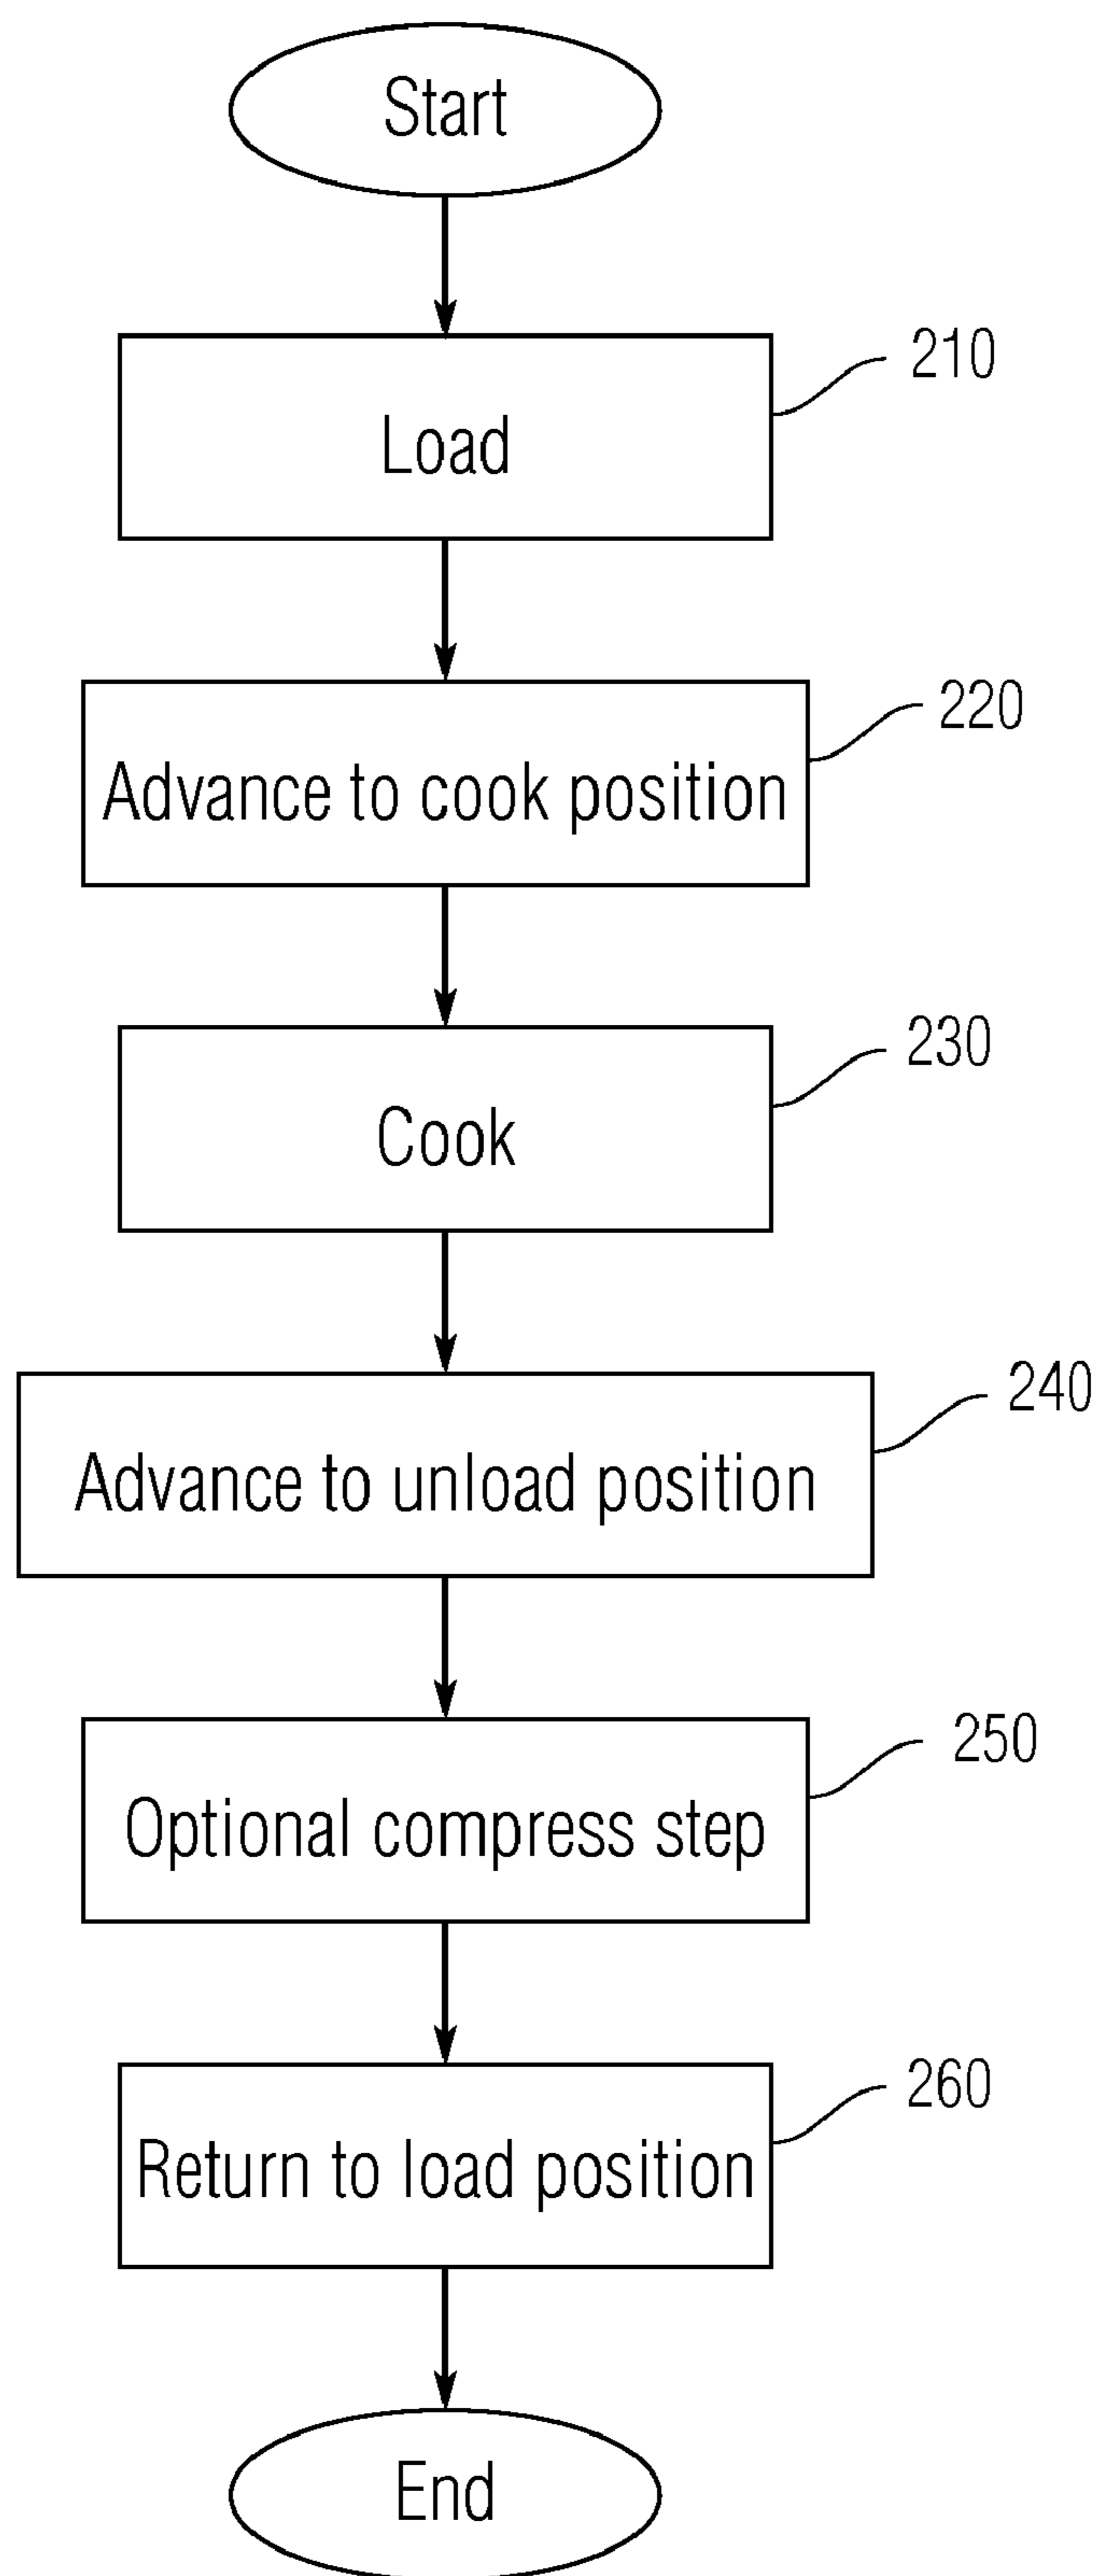 Start
210
Load
220
Advance to cook position
230
Cook
240
Advance to unload position
250
Optional compress step
260
Return to load position
End